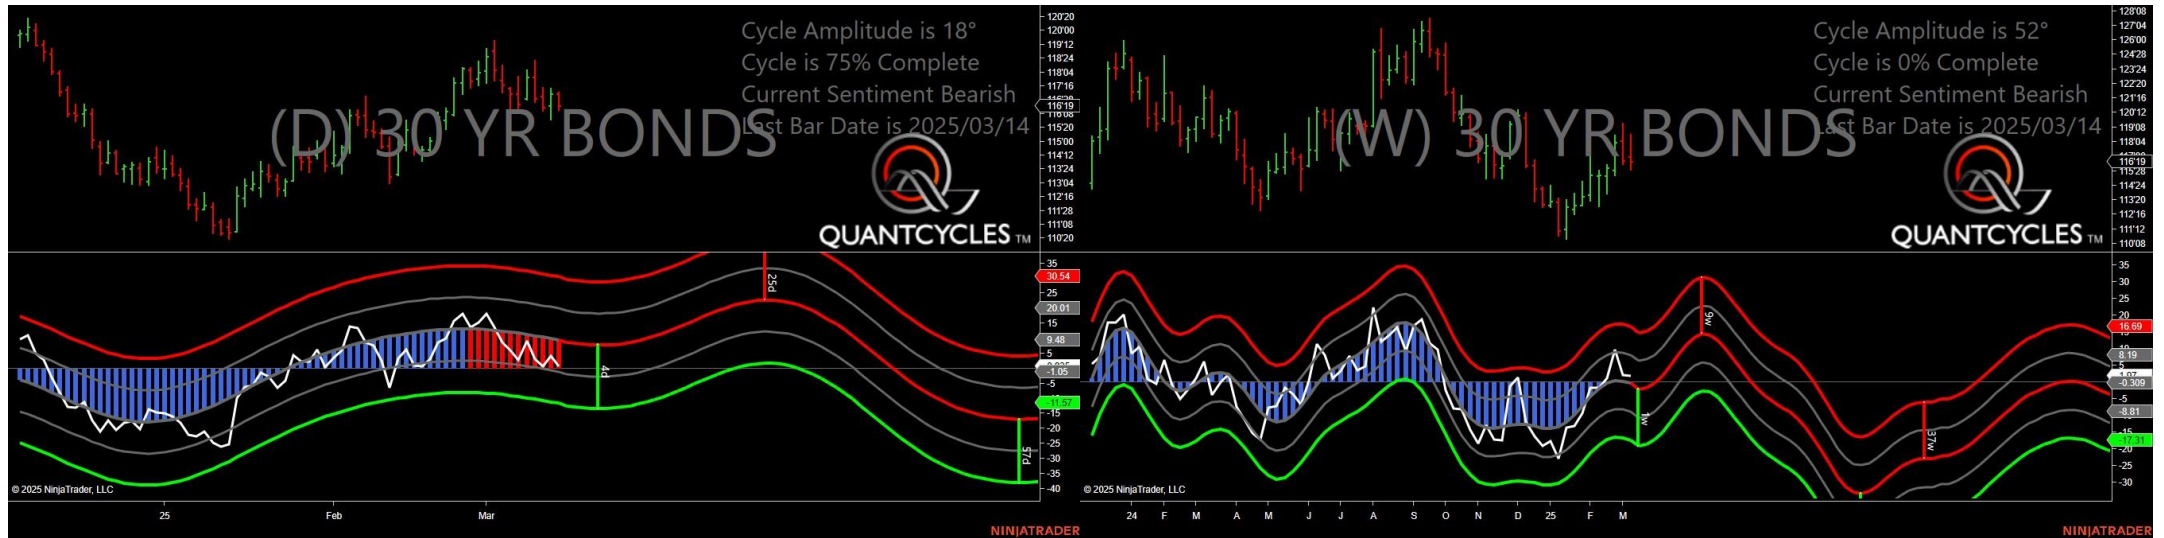 Cycle Amplitude is 18°
Cycle is 75% Complete
Current Sentiment Bearish
Last Bar Date is 2025/03/14
(D) 30 YR BONDS
QUANTCYCLES TM
120'20
120'00
119'12
118'24
118'04
117'16
116'19
116'08
115'20
115'00
114'12
113'24
113'04
112'16
111'28
111'08
110'20
35
30.54
25
20.01
15
9.48
5
-1.05
-5
-11.57
-15
-20
-25
-30
-35
-40
25d
4d
57d
© 2025 NinjaTrader, LLC
25
Feb
Mar
NINJATRADER
Cycle Amplitude is 52°
Cycle is 0% Complete
Current Sentiment Bearish
Last Bar Date is 2025/03/14
(W) 30 YR BONDS
QUANTCYCLES TM
128'08
127'04
126'00
124'28
123'24
122'20
121'16
120'12
119'08
118'04
116'19
115'28
114'24
113'20
112'16
111'12
110'08
35
30
25
20
16.69
8.19
5
1.97
-0.309
-5
-8.81
-15
-17.31
-20
-25
-30
9w
1w
37w
© 2025 NinjaTrader, LLC
24
F
M
A
M
J
J
A
S
O
N
D
25
F
M
NINJATRADER